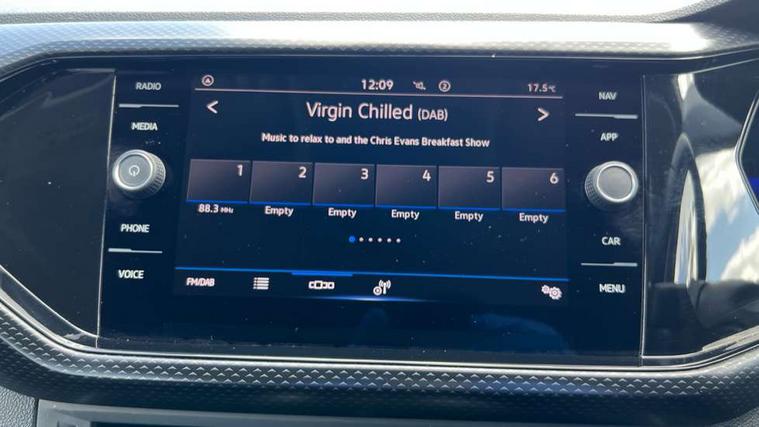 RADIO
MEDIA
PHONE
VOICE
12:09 2 17.5°C
< Virgin Chilled (DAB) >
Music to relax to and the Chris Evans Breakfast Show
1 2 3 4 5 6
88.3 MHz Empty Empty Empty Empty Empty
FM/DAB
NAV
APP
CAR
MENU